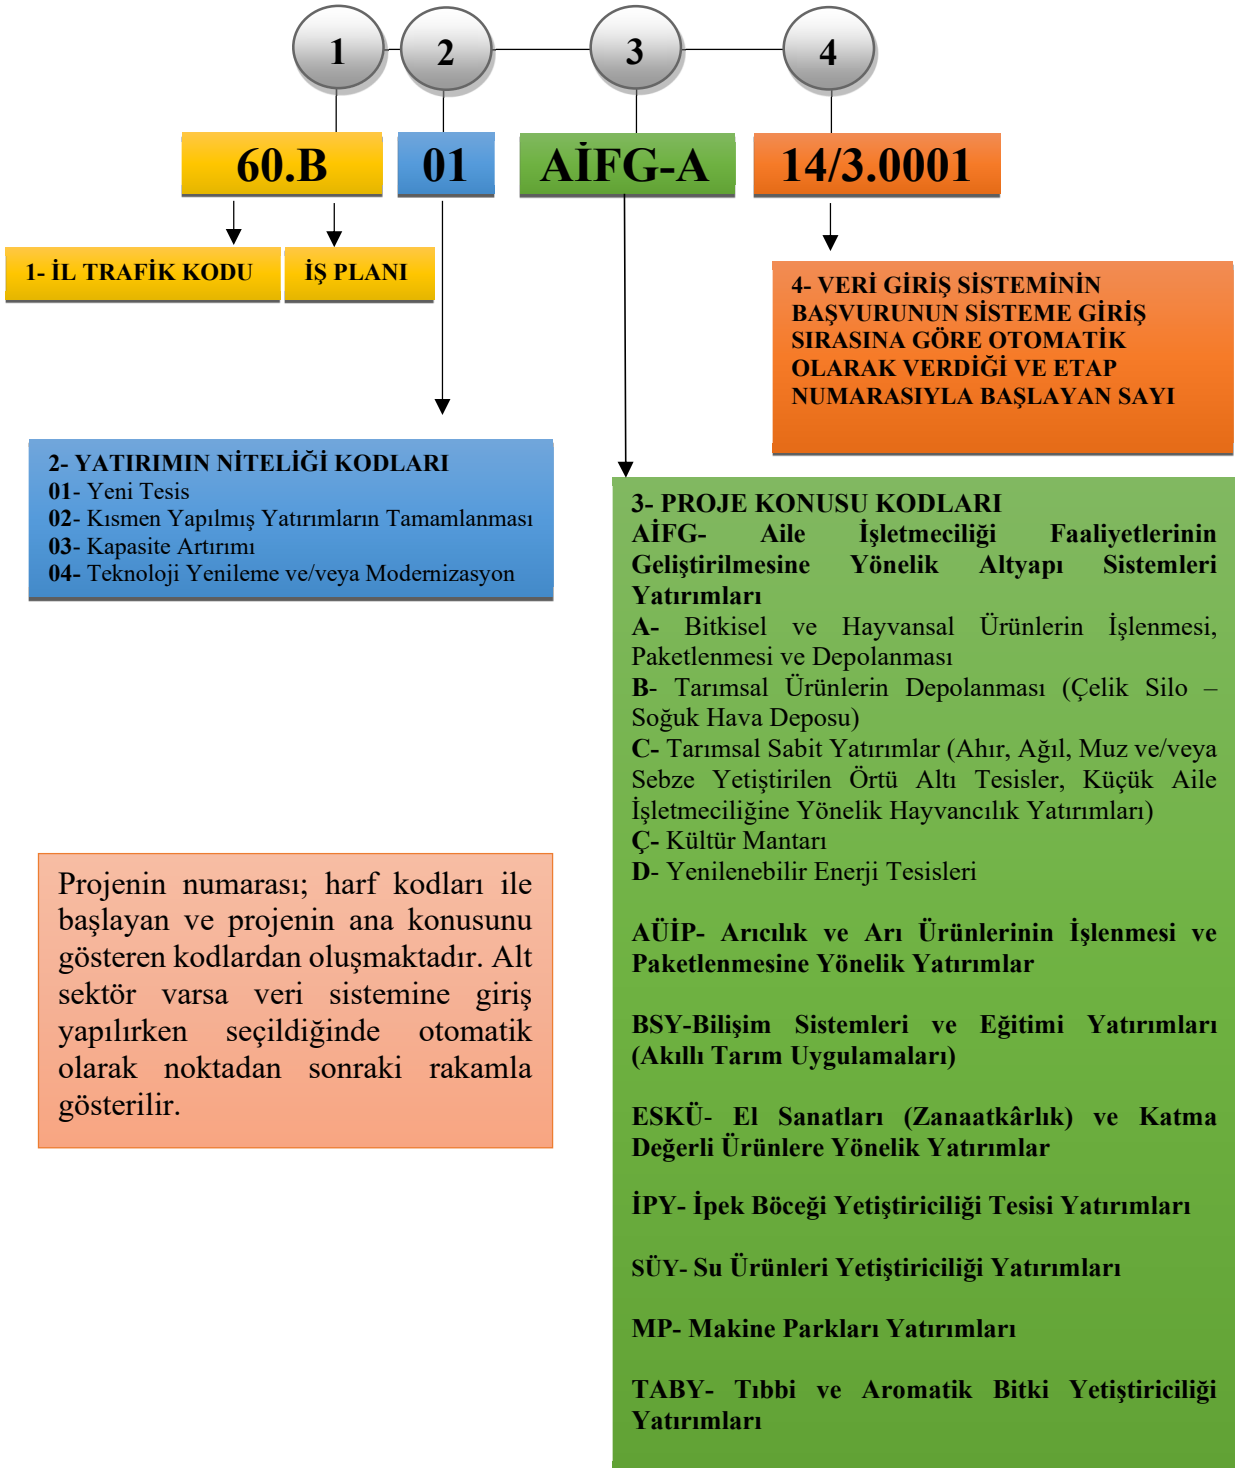 1 2 3 4
60.B 01 AİFG-A 14/3.0001
1- İL TRAFİK KODU
İŞ PLANI
4- VERİ GİRİŞ SİSTEMİNİN
BAŞVURUNUN SİSTEME GİRİŞ
SIRASINA GÖRE OTOMATİK
OLARAK VERDİĞİ VE ETAP
NUMARASIYLA BAŞLAYAN SAYI
2- YATIRIMIN NİTELİĞİ KODLARI
01- Yeni Tesis
02- Kısmen Yapılmış Yatırımların Tamamlanması
03- Kapasite Artırımı
04- Teknoloji Yenileme ve/veya Modernizasyon
3- PROJE KONUSU KODLARI
AİFG- Aile İşletmeciliği Faaliyetlerinin
Geliştirilmesine Yönelik Altyapı Sistemleri
Yatırımları
A- Bitkisel ve Hayvansal Ürünlerin İşlenmesi,
Paketlenmesi ve Depolanması
B- Tarımsal Ürünlerin Depolanması (Çelik Silo –
Soğuk Hava Deposu)
C- Tarımsal Sabit Yatırımlar (Ahır, Ağıl, Muz ve/veya
Sebze Yetiştirilen Örtü Altı Tesisler, Küçük Aile
İşletmeciliğine Yönelik Hayvancılık Yatırımları)
Ç- Kültür Mantarı
D- Yenilenebilir Enerji Tesisleri
AÜİP- Arıcılık ve Arı Ürünlerinin İşlenmesi ve
Paketlenmesine Yönelik Yatırımlar
BSY-Bilişim Sistemleri ve Eğitimi Yatırımları
(Akıllı Tarım Uygulamaları)
ESKÜ- El Sanatları (Zanaatkârlık) ve Katma
Değerli Ürünlere Yönelik Yatırımlar
İPY- İpek Böceği Yetiştiriciliği Tesisi Yatırımları
SÜY- Su Ürünleri Yetiştiriciliği Yatırımları
MP- Makine Parkları Yatırımları
TABY- Tıbbi ve Aromatik Bitki Yetiştiriciliği
Yatırımları
Projenin numarası; harf kodları ile
başlayan ve projenin ana konusunu
gösteren kodlardan oluşmaktadır. Alt
sektör varsa veri sistemine giriş
yapılırken seçildiğinde otomatik
olarak noktadan sonraki rakamla
gösterilir.